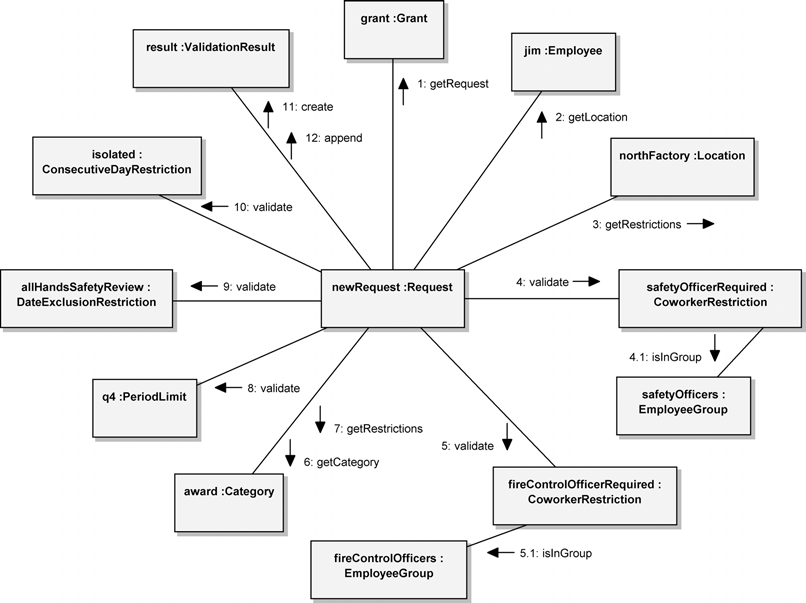 grant :Grant
result :ValidationResult
jim :Employee
1: getRequest
11: create
2: getLocation
12: append
isolated :
ConsecutiveDayRestriction
northFactory :Location
10: validate
3: getRestrictions
allHandsSafetyReview :
DateExclusionRestriction
9: validate
newRequest :Request
4: validate
safetyOfficerRequired :
CoworkerRestriction
4.1: isInGroup
8: validate
q4 :PeriodLimit
safetyOfficers :
EmployeeGroup
7: getRestrictions
5: validate
6: getCategory
award :Category
fireControlOfficerRequired :
CoworkerRestriction
fireControlOfficers :
EmployeeGroup
5.1: isInGroup